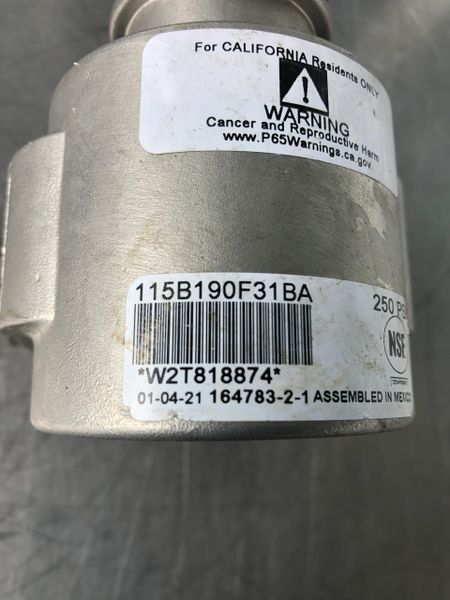 For CALIFORNIA Residents ONLY
WARNING
Cancer and Reproductive Harm
www.P65Warnings.ca.gov
115B190F31BA
250 PSI
NSF
*W2T818874*
01-04-21 164783-2-1 ASSEMBLED IN MEXICO